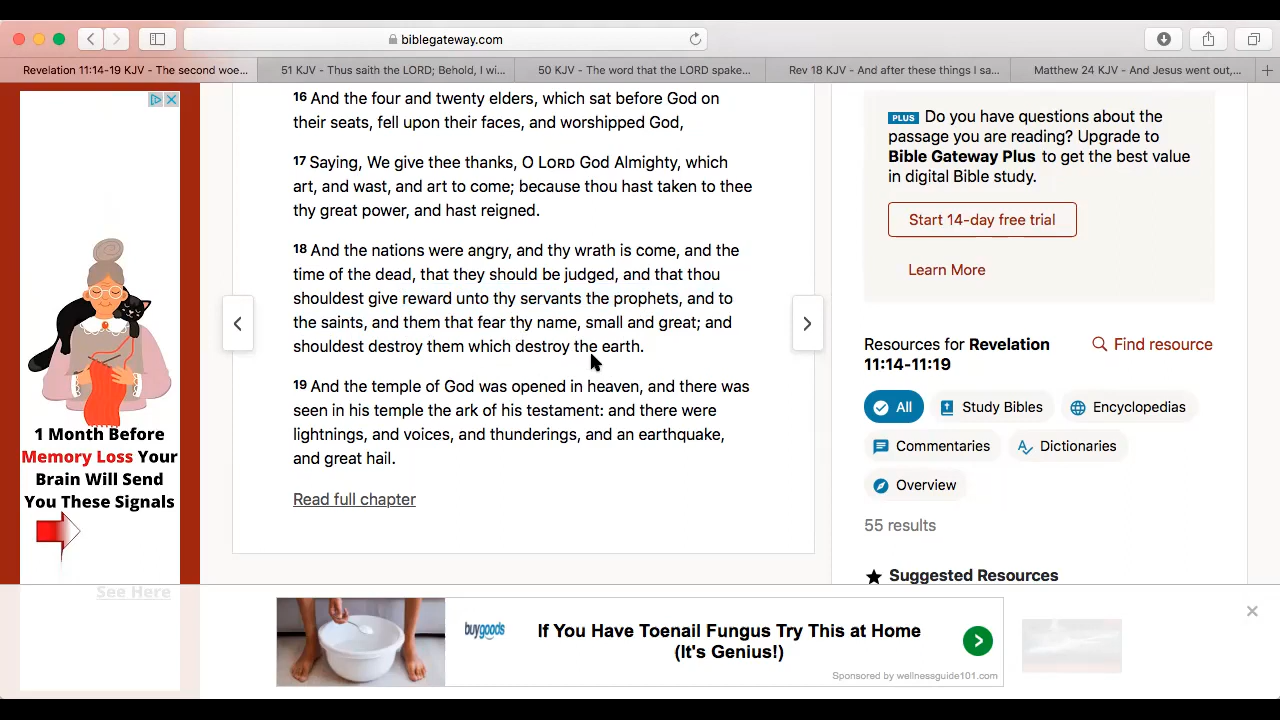 biblegateway.com
Revelation 11:14-19 KJV - The second woe...
51 KJV - Thus saith the LORD; Behold, I wi...
50 KJV - The word that the LORD spake...
Rev 18 KJV - And after these things I sa...
Matthew 24 KJV - And Jesus went out,...
16 And the four and twenty elders, which sat before God on
their seats, fell upon their faces, and worshipped God,
17 Saying, We give thee thanks, O LORD God Almighty, which
art, and wast, and art to come; because thou hast taken to thee
thy great power, and hast reigned.
18 And the nations were angry, and thy wrath is come, and the
time of the dead, that they should be judged, and that thou
shouldest give reward unto thy servants the prophets, and to
the saints, and them that fear thy name, small and great; and
shouldest destroy them which destroy the earth.
19 And the temple of God was opened in heaven, and there was
seen in his temple the ark of his testament: and there were
lightnings, and voices, and thunderings, and an earthquake,
and great hail.
Read full chapter
PLUS Do you have questions about the
passage you are reading? Upgrade to
Bible Gateway Plus to get the best value
in digital Bible study.
Start 14-day free trial
Learn More
Resources for Revelation
11:14-11:19
Find resource
All
Study Bibles
Encyclopedias
Commentaries
Dictionaries
Overview
55 results
Suggested Resources
1 Month Before
Memory Loss Your
Brain Will Send
You These Signals
See Here
buygoods
If You Have Toenail Fungus Try This at Home
(It's Genius!)
Sponsored by wellnessguide101.com